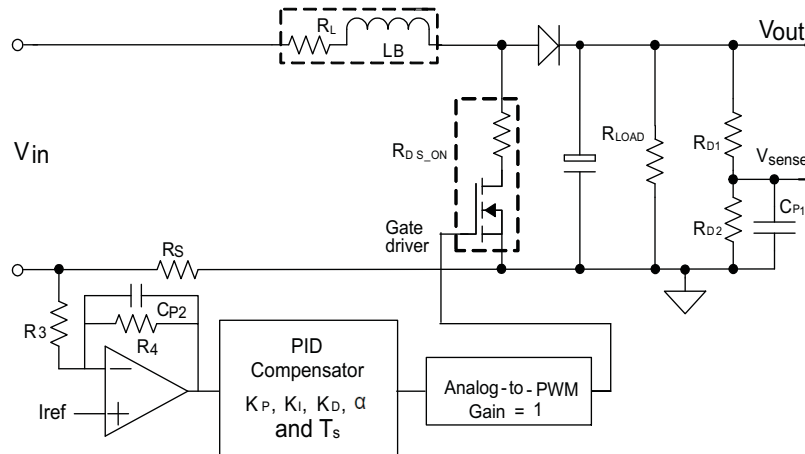 RL
LB
Vout
Vin
RDS_ON
RLOAD
RD1
Vsense
RD2
CP1
Gate
driver
RS
R3
CP2
R4
Iref
PID
Compensator
KP, KI, KD, α
and Ts
Analog-to-PWM
Gain = 1